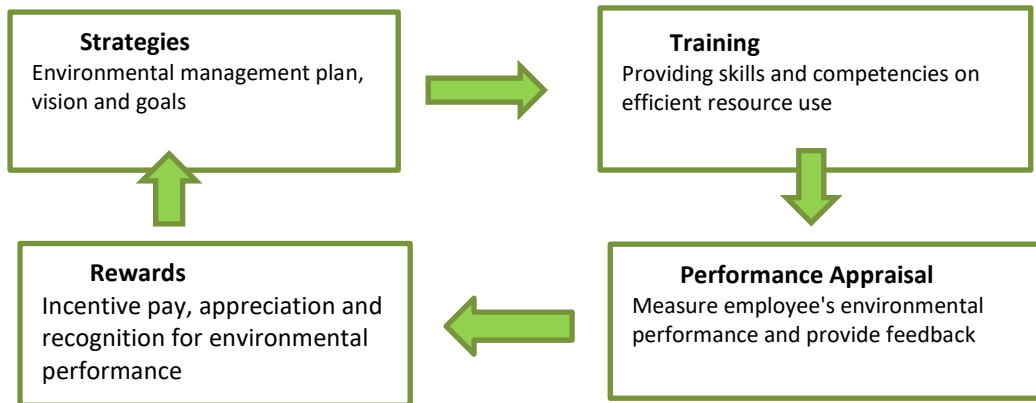 Strategies
Environmental management plan,
vision and goals
Training
Providing skills and competencies on
efficient resource use
Rewards
Incentive pay, appreciation and
recognition for environmental
performance
Performance Appraisal
Measure employee's environmental
performance and provide feedback